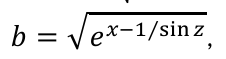 b = √(e^{x−1/sin z}),